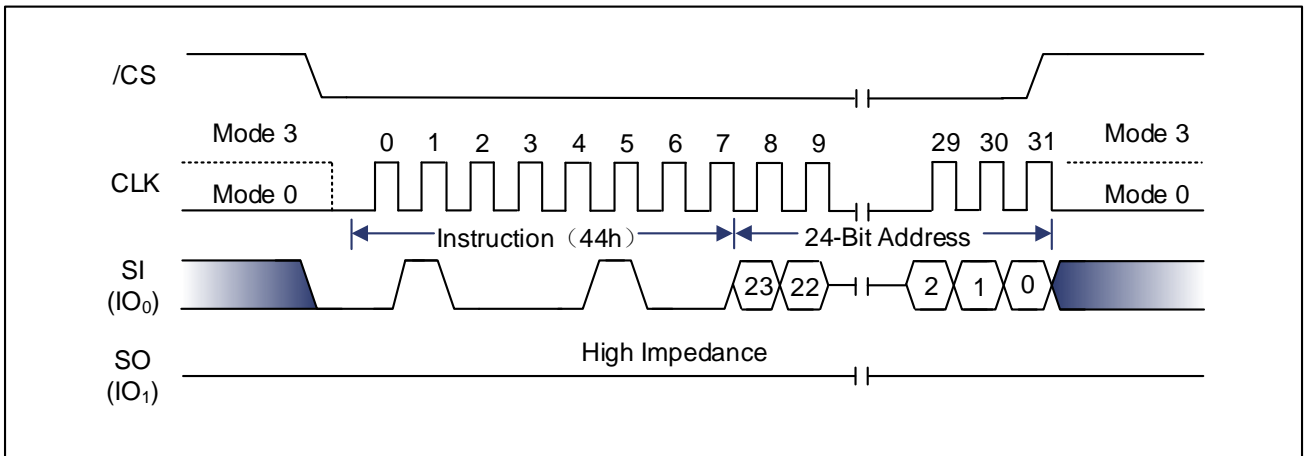 /CS
Mode 3 0 1 2 3 4 5 6 7 8 9 29 30 31 Mode 3
CLK
Mode 0 Mode 0
Instruction（44h） 24-Bit Address
SI
(IO₀)
23 22 2 1 0
High Impedance
SO
(IO₁)